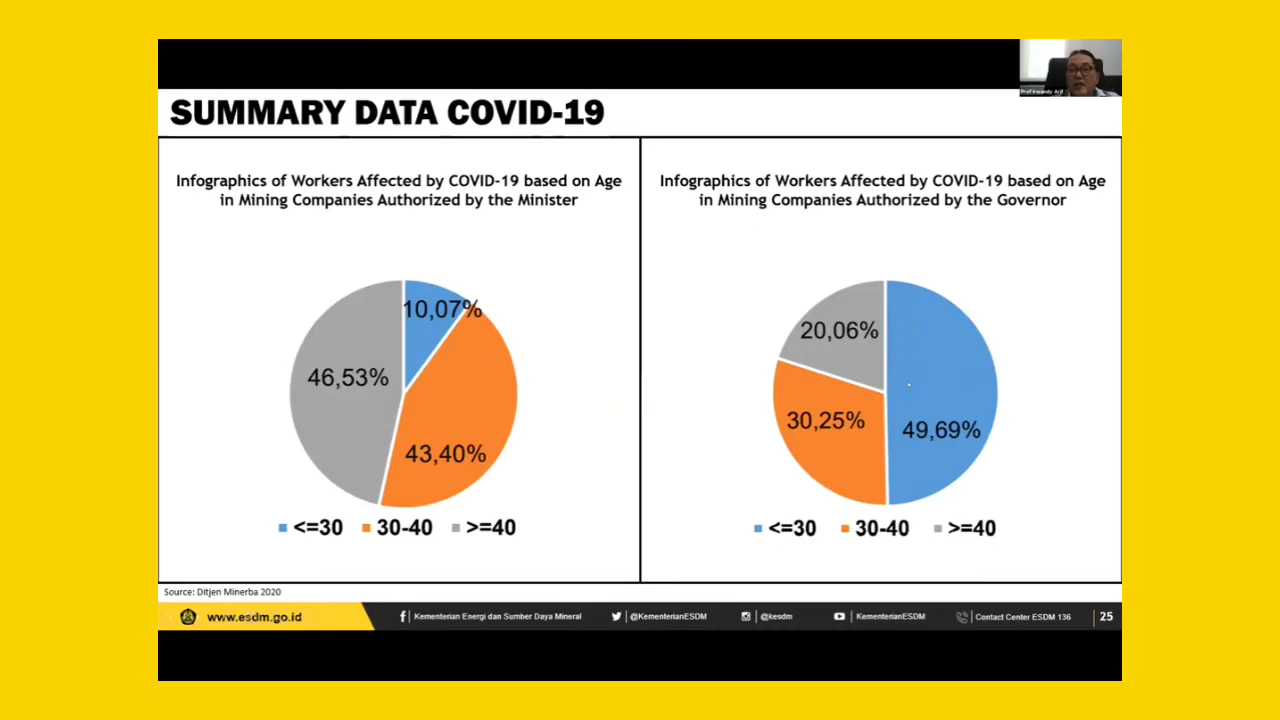 Prof Irwandy Arif
SUMMARY DATA COVID-19
Infographics of Workers Affected by COVID-19 based on Age
in Mining Companies Authorized by the Minister
10,07%
46,53%
43,40%
<=30 30-40 >=40
Infographics of Workers Affected by COVID-19 based on Age
in Mining Companies Authorized by the Governor
20,06%
30,25%
49,69%
<=30 30-40 >=40
Source: Ditjen Minerba 2020
www.esdm.go.id Kementerian Energi dan Sumber Daya Mineral @KementerianESDM @kesdm KementerianESDM Contact Center ESDM 136 25